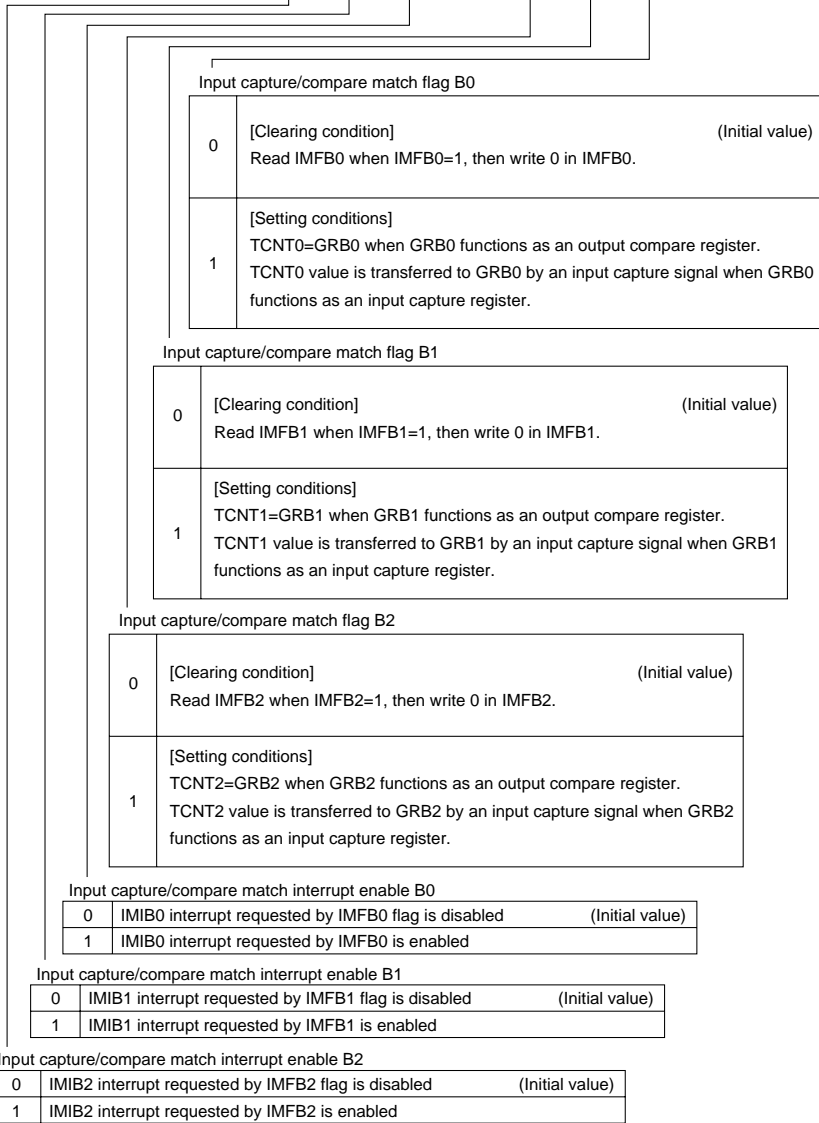 Input capture/compare match flag B0
0 [Clearing condition] (Initial value)
Read IMFB0 when IMFB0=1, then write 0 in IMFB0.
1 [Setting conditions]
TCNT0=GRB0 when GRB0 functions as an output compare register.
TCNT0 value is transferred to GRB0 by an input capture signal when GRB0
functions as an input capture register.
Input capture/compare match flag B1
0 [Clearing condition] (Initial value)
Read IMFB1 when IMFB1=1, then write 0 in IMFB1.
1 [Setting conditions]
TCNT1=GRB1 when GRB1 functions as an output compare register.
TCNT1 value is transferred to GRB1 by an input capture signal when GRB1
functions as an input capture register.
Input capture/compare match flag B2
0 [Clearing condition] (Initial value)
Read IMFB2 when IMFB2=1, then write 0 in IMFB2.
1 [Setting conditions]
TCNT2=GRB2 when GRB2 functions as an output compare register.
TCNT2 value is transferred to GRB2 by an input capture signal when GRB2
functions as an input capture register.
Input capture/compare match interrupt enable B0
0 IMIB0 interrupt requested by IMFB0 flag is disabled (Initial value)
1 IMIB0 interrupt requested by IMFB0 is enabled
Input capture/compare match interrupt enable B1
0 IMIB1 interrupt requested by IMFB1 flag is disabled (Initial value)
1 IMIB1 interrupt requested by IMFB1 is enabled
Input capture/compare match interrupt enable B2
0 IMIB2 interrupt requested by IMFB2 flag is disabled (Initial value)
1 IMIB2 interrupt requested by IMFB2 is enabled